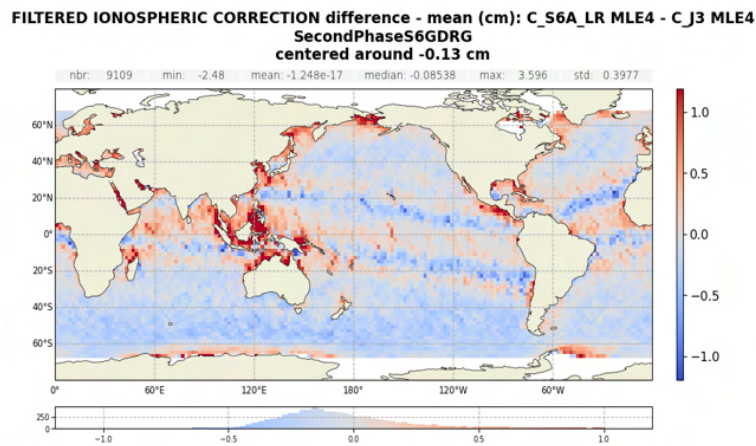 FILTERED IONOSPHERIC CORRECTION difference - mean (cm): C_S6A_LR MLE4 - C_J3 MLE4
SecondPhaseS6GDRG
centered around -0.13 cm
nbr: 9109 min: -2.48 mean: -1.248e-17 median: -0.08538 max: 3.596 std: 0.3977
60°N
40°N
20°N
0°
20°S
40°S
60°S
0° 60°E 120°E 180° 120°W 60°W
1.0
0.5
0.0
−0.5
−1.0
250
0
−1.0 −0.5 0.0 0.5 1.0